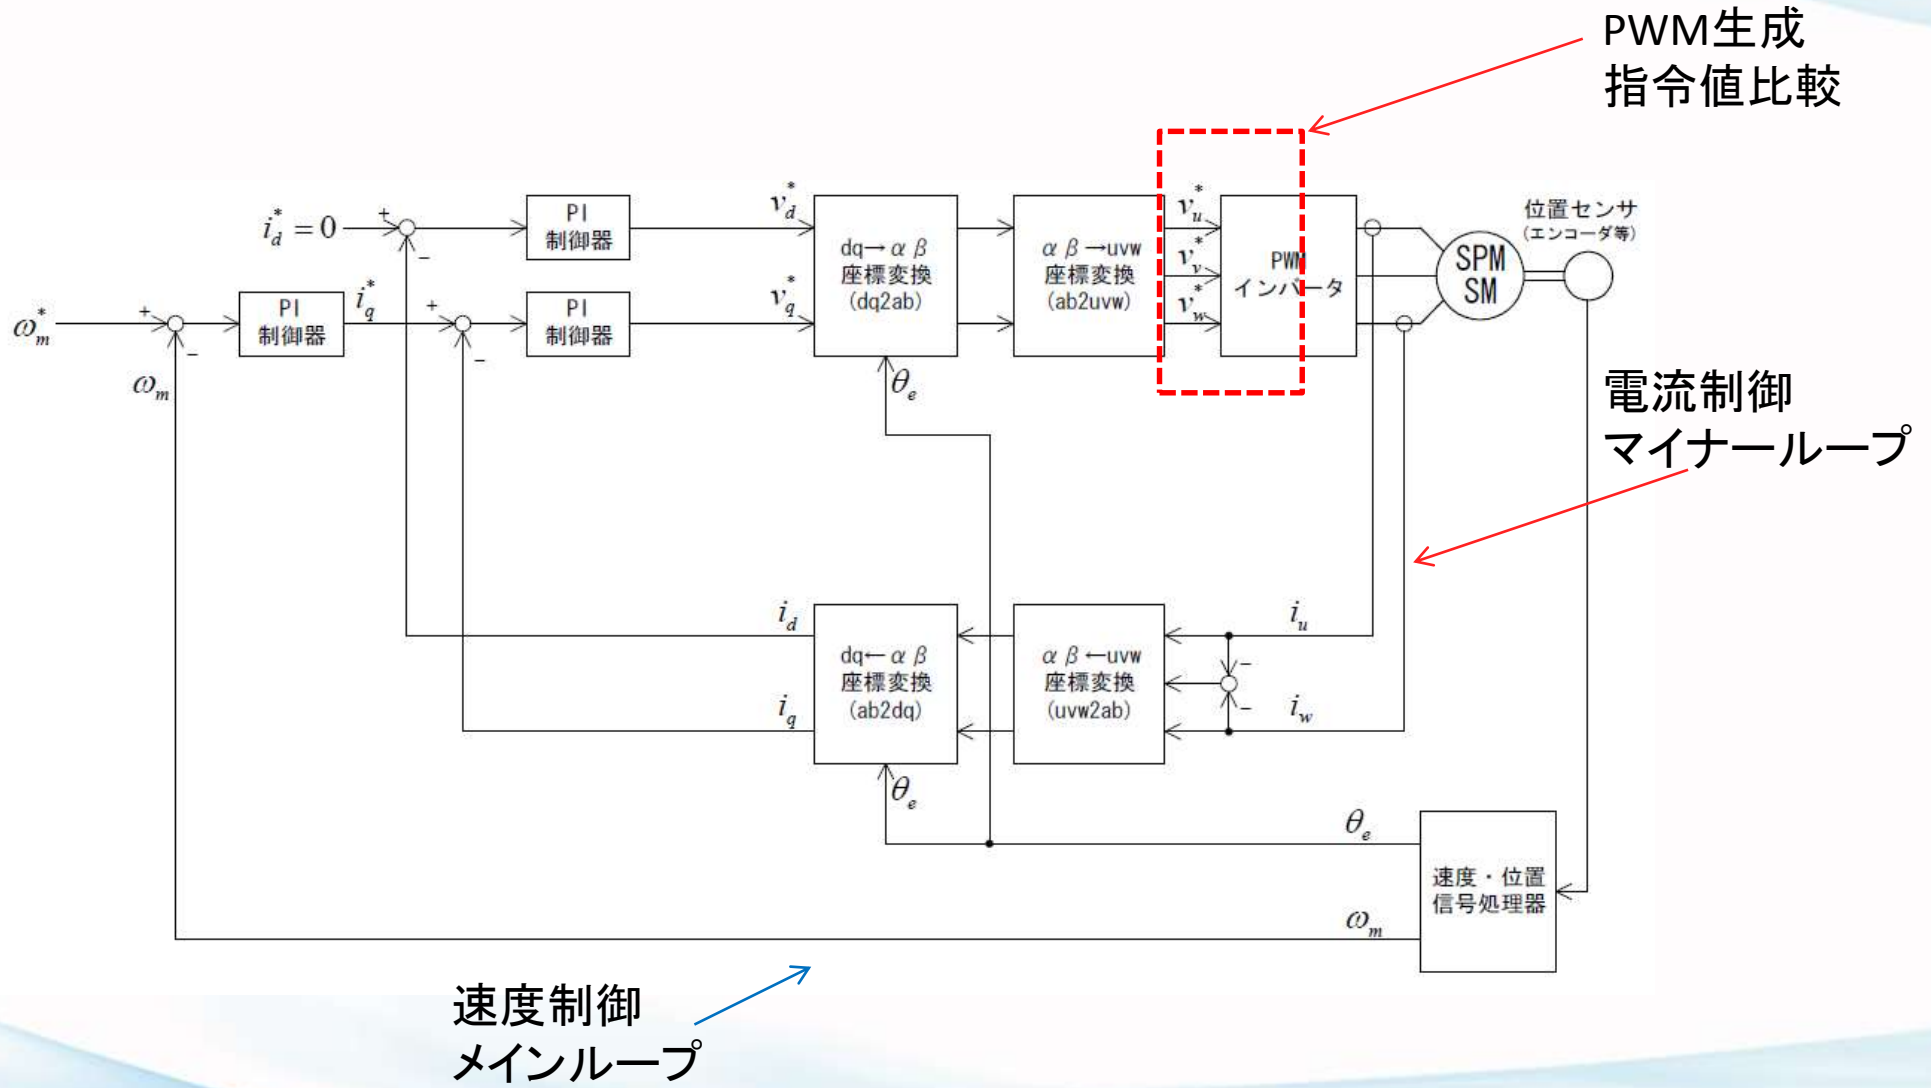 PWM生成
指令値比較
i_d^* = 0
+
−
PI
制御器
v_d^*
dq→αβ
座標変換
(dq2ab)
αβ→uvw
座標変換
(ab2uvw)
v_u^*
v_v^*
v_w^*
PWM
インバータ
SPM
SM
位置センサ
(エンコーダ等)
ω_m^*
+
−
ω_m
PI
制御器
i_q^*
+
−
PI
制御器
v_q^*
θ_e
電流制御
マイナーループ
i_d
i_q
dq←αβ
座標変換
(ab2dq)
αβ←uvw
座標変換
(uvw2ab)
i_u
−
−
i_w
θ_e
θ_e
ω_m
速度・位置
信号処理器
速度制御
メインループ